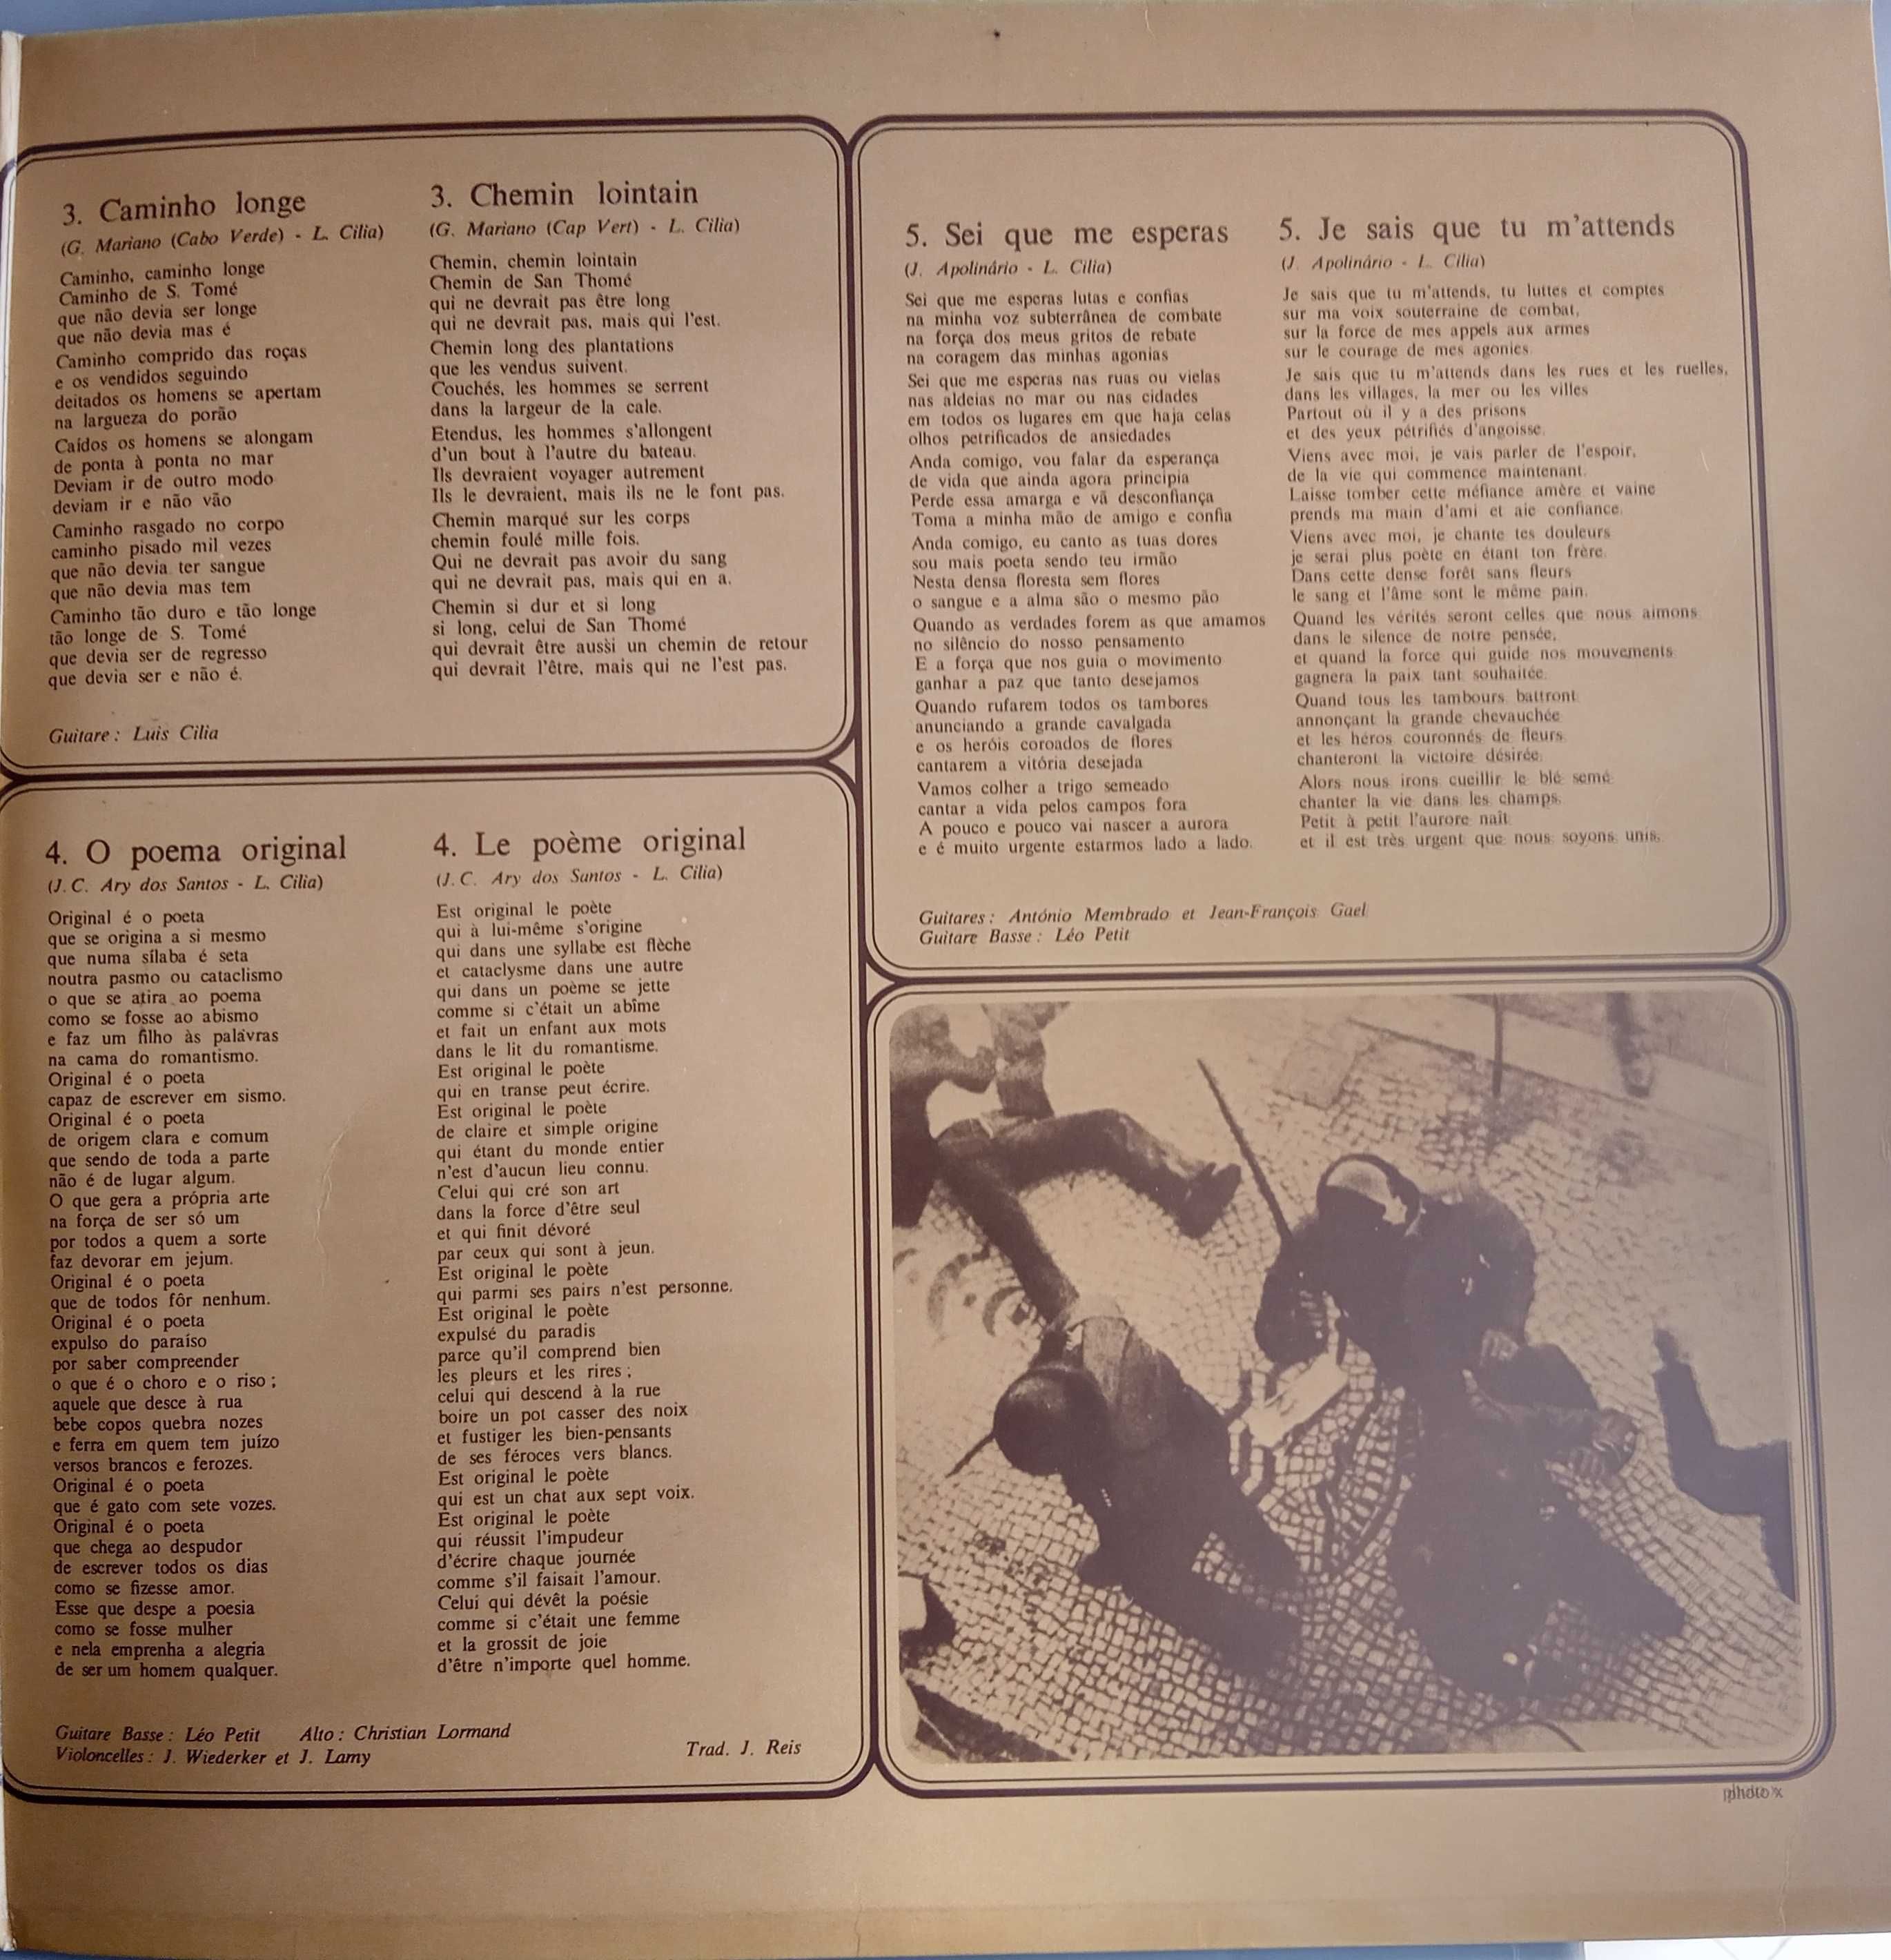 3. Caminho longe
(G. Mariano (Cabo Verde) - L. Cilia)
Caminho, caminho longe
Caminho de S. Tomé
que não devia ser longe
que não devia mas é
Caminho comprido das roças
e os vendidos seguindo
deitados os homens se apertam
na largueza do porão
Caídos os homens se alongam
de ponta à ponta no mar
Deviam ir de outro modo
deviam ir e não vão
Caminho rasgado no corpo
caminho pisado mil vezes
que não devia ter sangue
que não devia mas tem
Caminho tão duro e tão longe
tão longe de S. Tomé
que devia ser de regresso
que devia ser e não é.
Guitare : Luis Cilia
3. Chemin lointain
(G. Mariano (Cap Vert) - L. Cilia)
Chemin, chemin lointain
Chemin de San Thomé
qui ne devrait pas être long
qui ne devrait pas, mais qui l'est.
Chemin long des plantations
que les vendus suivent.
Couchés, les hommes se serrent
dans la largeur de la cale.
Etendus, les hommes s'allongent
d'un bout à l'autre du bateau.
Ils devraient voyager autrement
Ils le devraient, mais ils ne le font pas.
Chemin marqué sur les corps
chemin foulé mille fois.
Qui ne devrait pas avoir du sang
qui ne devrait pas, mais qui en a.
Chemin si dur et si long
si long, celui de San Thomé
qui devrait être aussi un chemin de retour
qui devrait l'être, mais qui ne l'est pas.
4. O poema original
(J.C. Ary dos Santos - L. Cilia)
Original é o poeta
que se origina a si mesmo
que numa sílaba é seta
noutra pasmo ou cataclismo
o que se atira ao poema
como se fosse ao abismo
e faz um filho às palavras
na cama do romantismo.
Original é o poeta
capaz de escrever em sismo.
Original é o poeta
de origem clara e comum
que sendo de toda a parte
não é de lugar algum.
O que gera a própria arte
na força de ser só um
por todos a quem a sorte
faz devorar em jejum.
Original é o poeta
que de todos fôr nenhum.
Original é o poeta
expulso do paraíso
por saber compreender
o que é o choro e o riso ;
aquele que desce à rua
bebe copos quebra nozes
e ferra em quem tem juízo
versos brancos e ferozes.
Original é o poeta
que é gato com sete vozes.
Original é o poeta
que chega ao despudor
de escrever todos os dias
como se fizesse amor.
Esse que despe a poesia
como se fosse mulher
e nela emprenha a alegria
de ser um homem qualquer.
4. Le poème original
(J.C. Ary dos Santos - L. Cilia)
Est original le poète
qui à lui-même s'origine
qui dans une syllabe est flèche
et cataclysme dans une autre
qui dans un poème se jette
comme si c'était un abîme
et fait un enfant aux mots
dans le lit du romantisme.
Est original le poète
qui en transe peut écrire.
Est original le poète
de claire et simple origine
qui étant du monde entier
n'est d'aucun lieu connu.
Celui qui cré son art
dans la force d'être seul
et qui finit dévoré
par ceux qui sont à jeun.
Est original le poète
qui parmi ses pairs n'est personne.
Est original le poète
expulsé du paradis
parce qu'il comprend bien
les pleurs et les rires ;
celui qui descend à la rue
boire un pot casser des noix
et fustiger les bien-pensants
de ses féroces vers blancs.
Est original le poète
qui est un chat aux sept voix.
Est original le poète
qui réussit l'impudeur
d'écrire chaque journée
comme s'il faisait l'amour.
Celui qui dévêt la poésie
comme si c'était une femme
et la grossit de joie
d'être n'importe quel homme.
Guitare Basse : Léo Petit Alto : Christian Lormand
Violoncelles : J. Wiederker et J. Lamy
Trad. J. Reis
5. Sei que me esperas
(J. Apolinário - L. Cilia)
Sei que me esperas lutas e confias
na minha voz subterrânea de combate
na força dos meus gritos de rebate
na coragem das minhas agonias
Sei que me esperas nas ruas ou vielas
nas aldeias no mar ou nas cidades
em todos os lugares em que haja celas
olhos petrificados de ansiedades
Anda comigo, vou falar da esperança
de vida que ainda agora principia
Perde essa amarga e vã desconfiança
Toma a minha mão de amigo e confia
Anda comigo, eu canto as tuas dores
sou mais poeta sendo teu irmão
Nesta densa floresta sem flores
o sangue e a alma são o mesmo pão
Quando as verdades forem as que amamos
no silêncio do nosso pensamento
E a força que nos guia o movimento
ganhar a paz que tanto desejamos
Quando rufarem todos os tambores
anunciando a grande cavalgada
e os heróis coroados de flores
cantarem a vitória desejada
Vamos colher a trigo semeado
cantar a vida pelos campos fora
A pouco e pouco vai nascer a aurora
e é muito urgente estarmos lado a lado.
5. Je sais que tu m'attends
(J. Apolinário - L. Cilia)
Je sais que tu m'attends, tu luttes et comptes
sur ma voix souterraine de combat,
sur la force de mes appels aux armes
sur le courage de mes agonies.
Je sais que tu m'attends dans les rues et les ruelles,
dans les villages, la mer ou les villes
Partout où il y a des prisons
et des yeux pétrifiés d'angoisse.
Viens avec moi, je vais parler de l'espoir,
de la vie qui commence maintenant.
Laisse tomber cette méfiance amère et vaine
prends ma main d'ami et aie confiance.
Viens avec moi, je chante tes douleurs
je serai plus poète en étant ton frère.
Dans cette dense forêt sans fleurs
le sang et l'âme sont le même pain.
Quand les vérités seront celles que nous aimons
dans le silence de notre pensée,
et quand la force qui guide nos mouvements
gagnera la paix tant souhaitée.
Quand tous les tambours battront
annonçant la grande chevauchée
et les héros couronnés de fleurs
chanteront la victoire désirée.
Alors nous irons cueillir le blé semé
chanter la vie dans les champs.
Petit à petit l'aurore naît
et il est très urgent que nous soyons unis.
Guitares : António Membrado et Jean-François Gael
Guitare Basse : Léo Petit
photo x